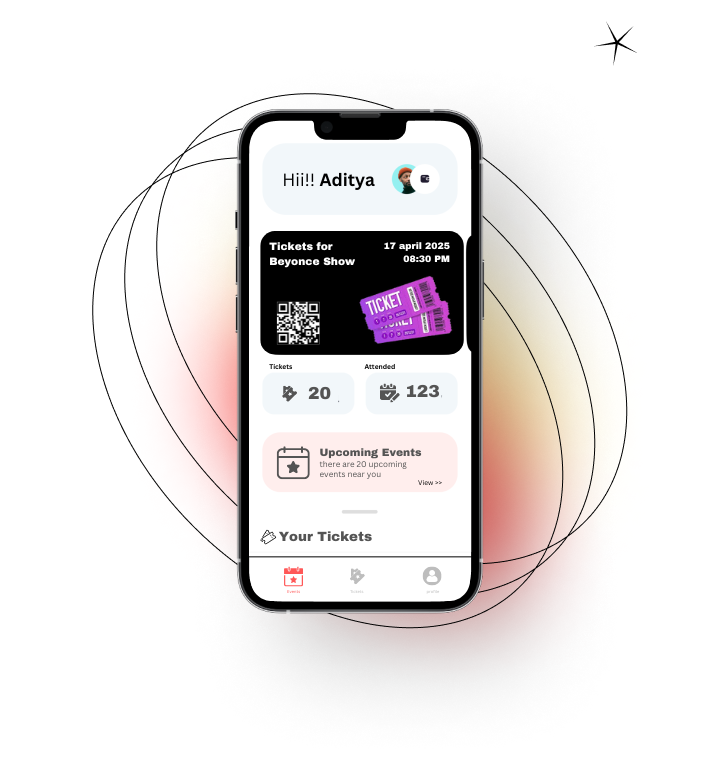 Hii!! Aditya
Tickets for
Beyonce Show
17 april 2025
08:30 PM
TICKET
Tickets
20
Attended
123
Upcoming Events
there are 20 upcoming
events near you
View >>
Your Tickets
Events
profile